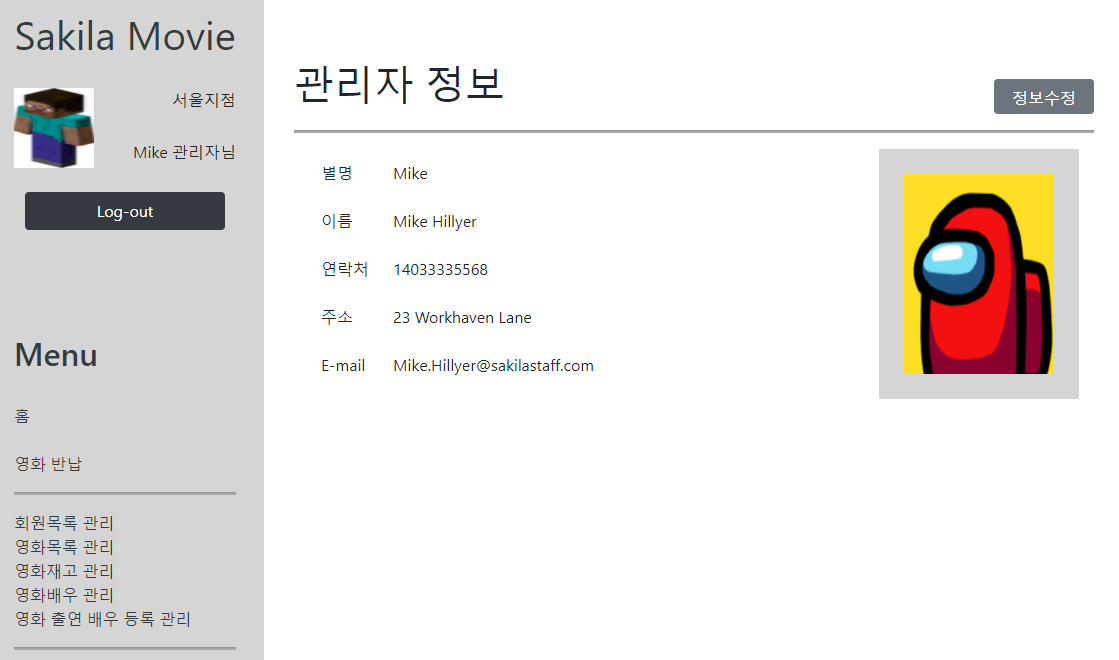 Sakila Movie
서울지점
Mike 관리자님
Log-out
Menu
홈
영화 반납
회원목록 관리
영화목록 관리
영화재고 관리
영화배우 관리
영화 출연 배우 등록 관리
관리자 정보
정보수정
별명 Mike
이름 Mike Hillyer
연락처 14033335568
주소 23 Workhaven Lane
E-mail Mike.Hillyer@sakilastaff.com